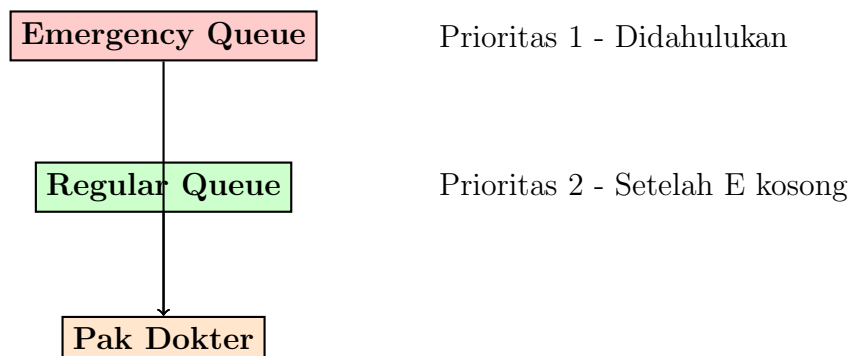 Emergency Queue
Prioritas 1 - Didahulukan
Regular Queue
Prioritas 2 - Setelah E kosong
Pak Dokter